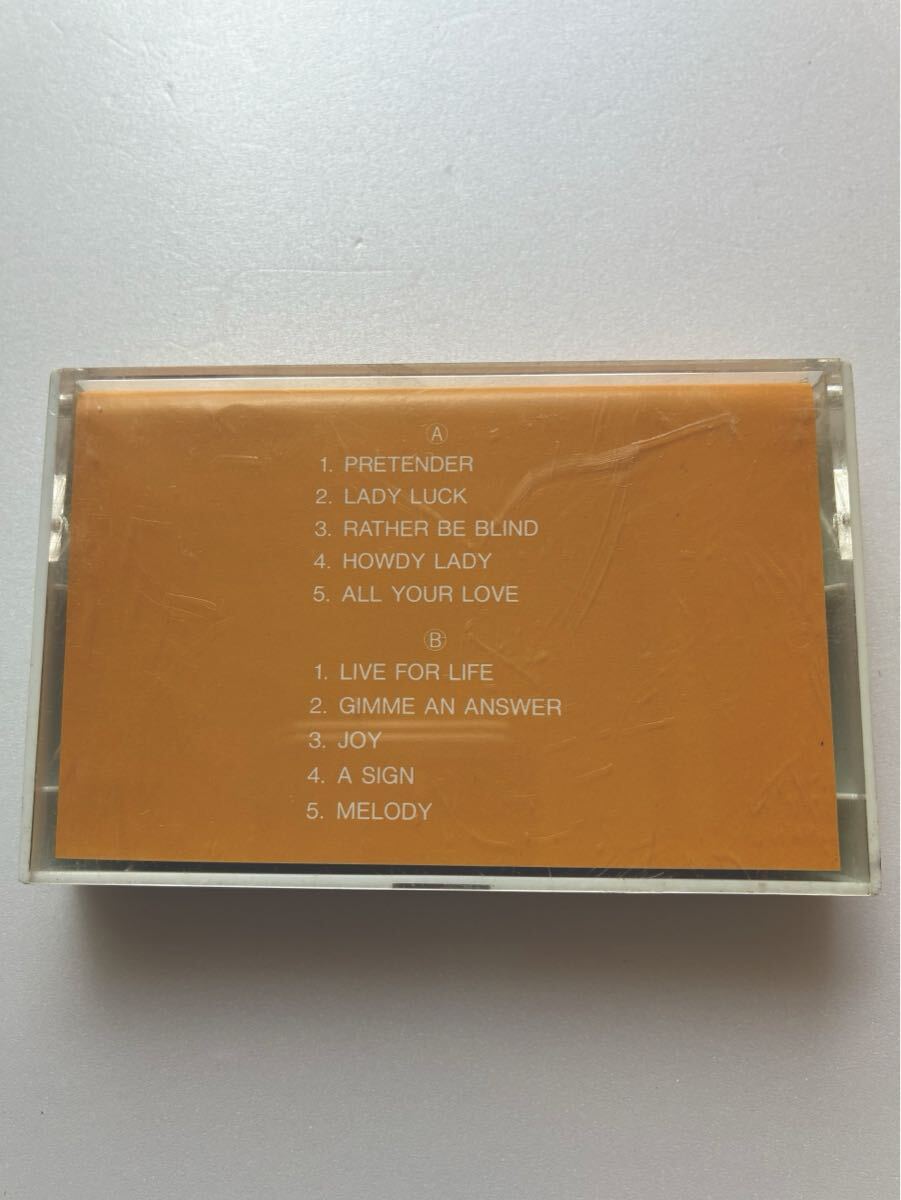 Ⓐ
1. PRETENDER
2. LADY LUCK
3. RATHER BE BLIND
4. HOWDY LADY
5. ALL YOUR LOVE
Ⓑ
1. LIVE FOR LIFE
2. GIMME AN ANSWER
3. JOY
4. A SIGN
5. MELODY